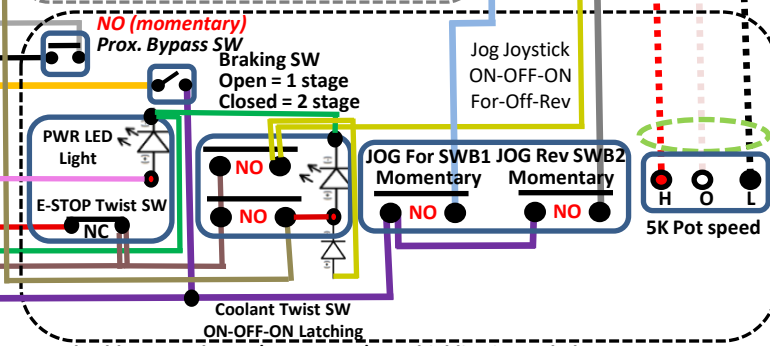 NO (momentary)
Prox. Bypass SW
Braking SW
Open = 1 stage
Closed = 2 stage
Jog Joystick
ON-OFF-ON
For-Off-Rev
PWR LED
Light
E-STOP Twist SW
NC
NO
NO
JOG For SWB1
Momentary
NO
JOG Rev SWB2
Momentary
NO
H O L
5K Pot speed
Coolant Twist SW
ON-OFF-ON Latching